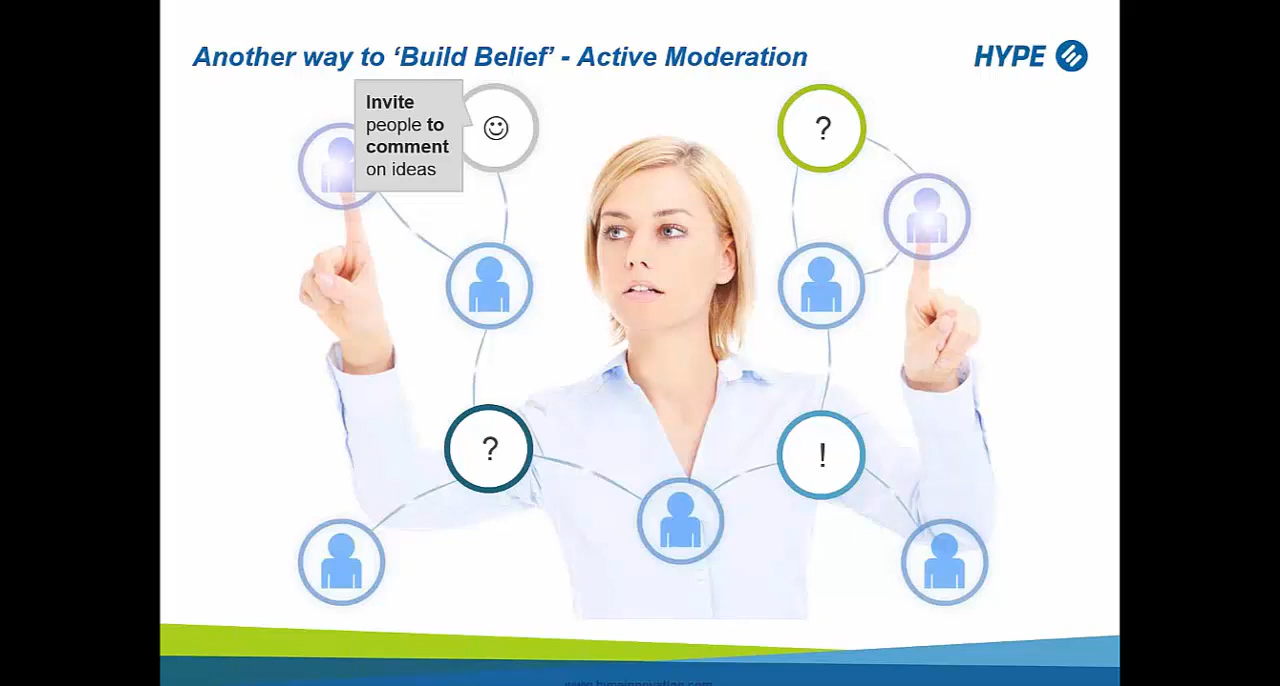 Another way to ‘Build Belief’ - Active Moderation
HYPE
Invite
people to
comment
on ideas
?
?
!